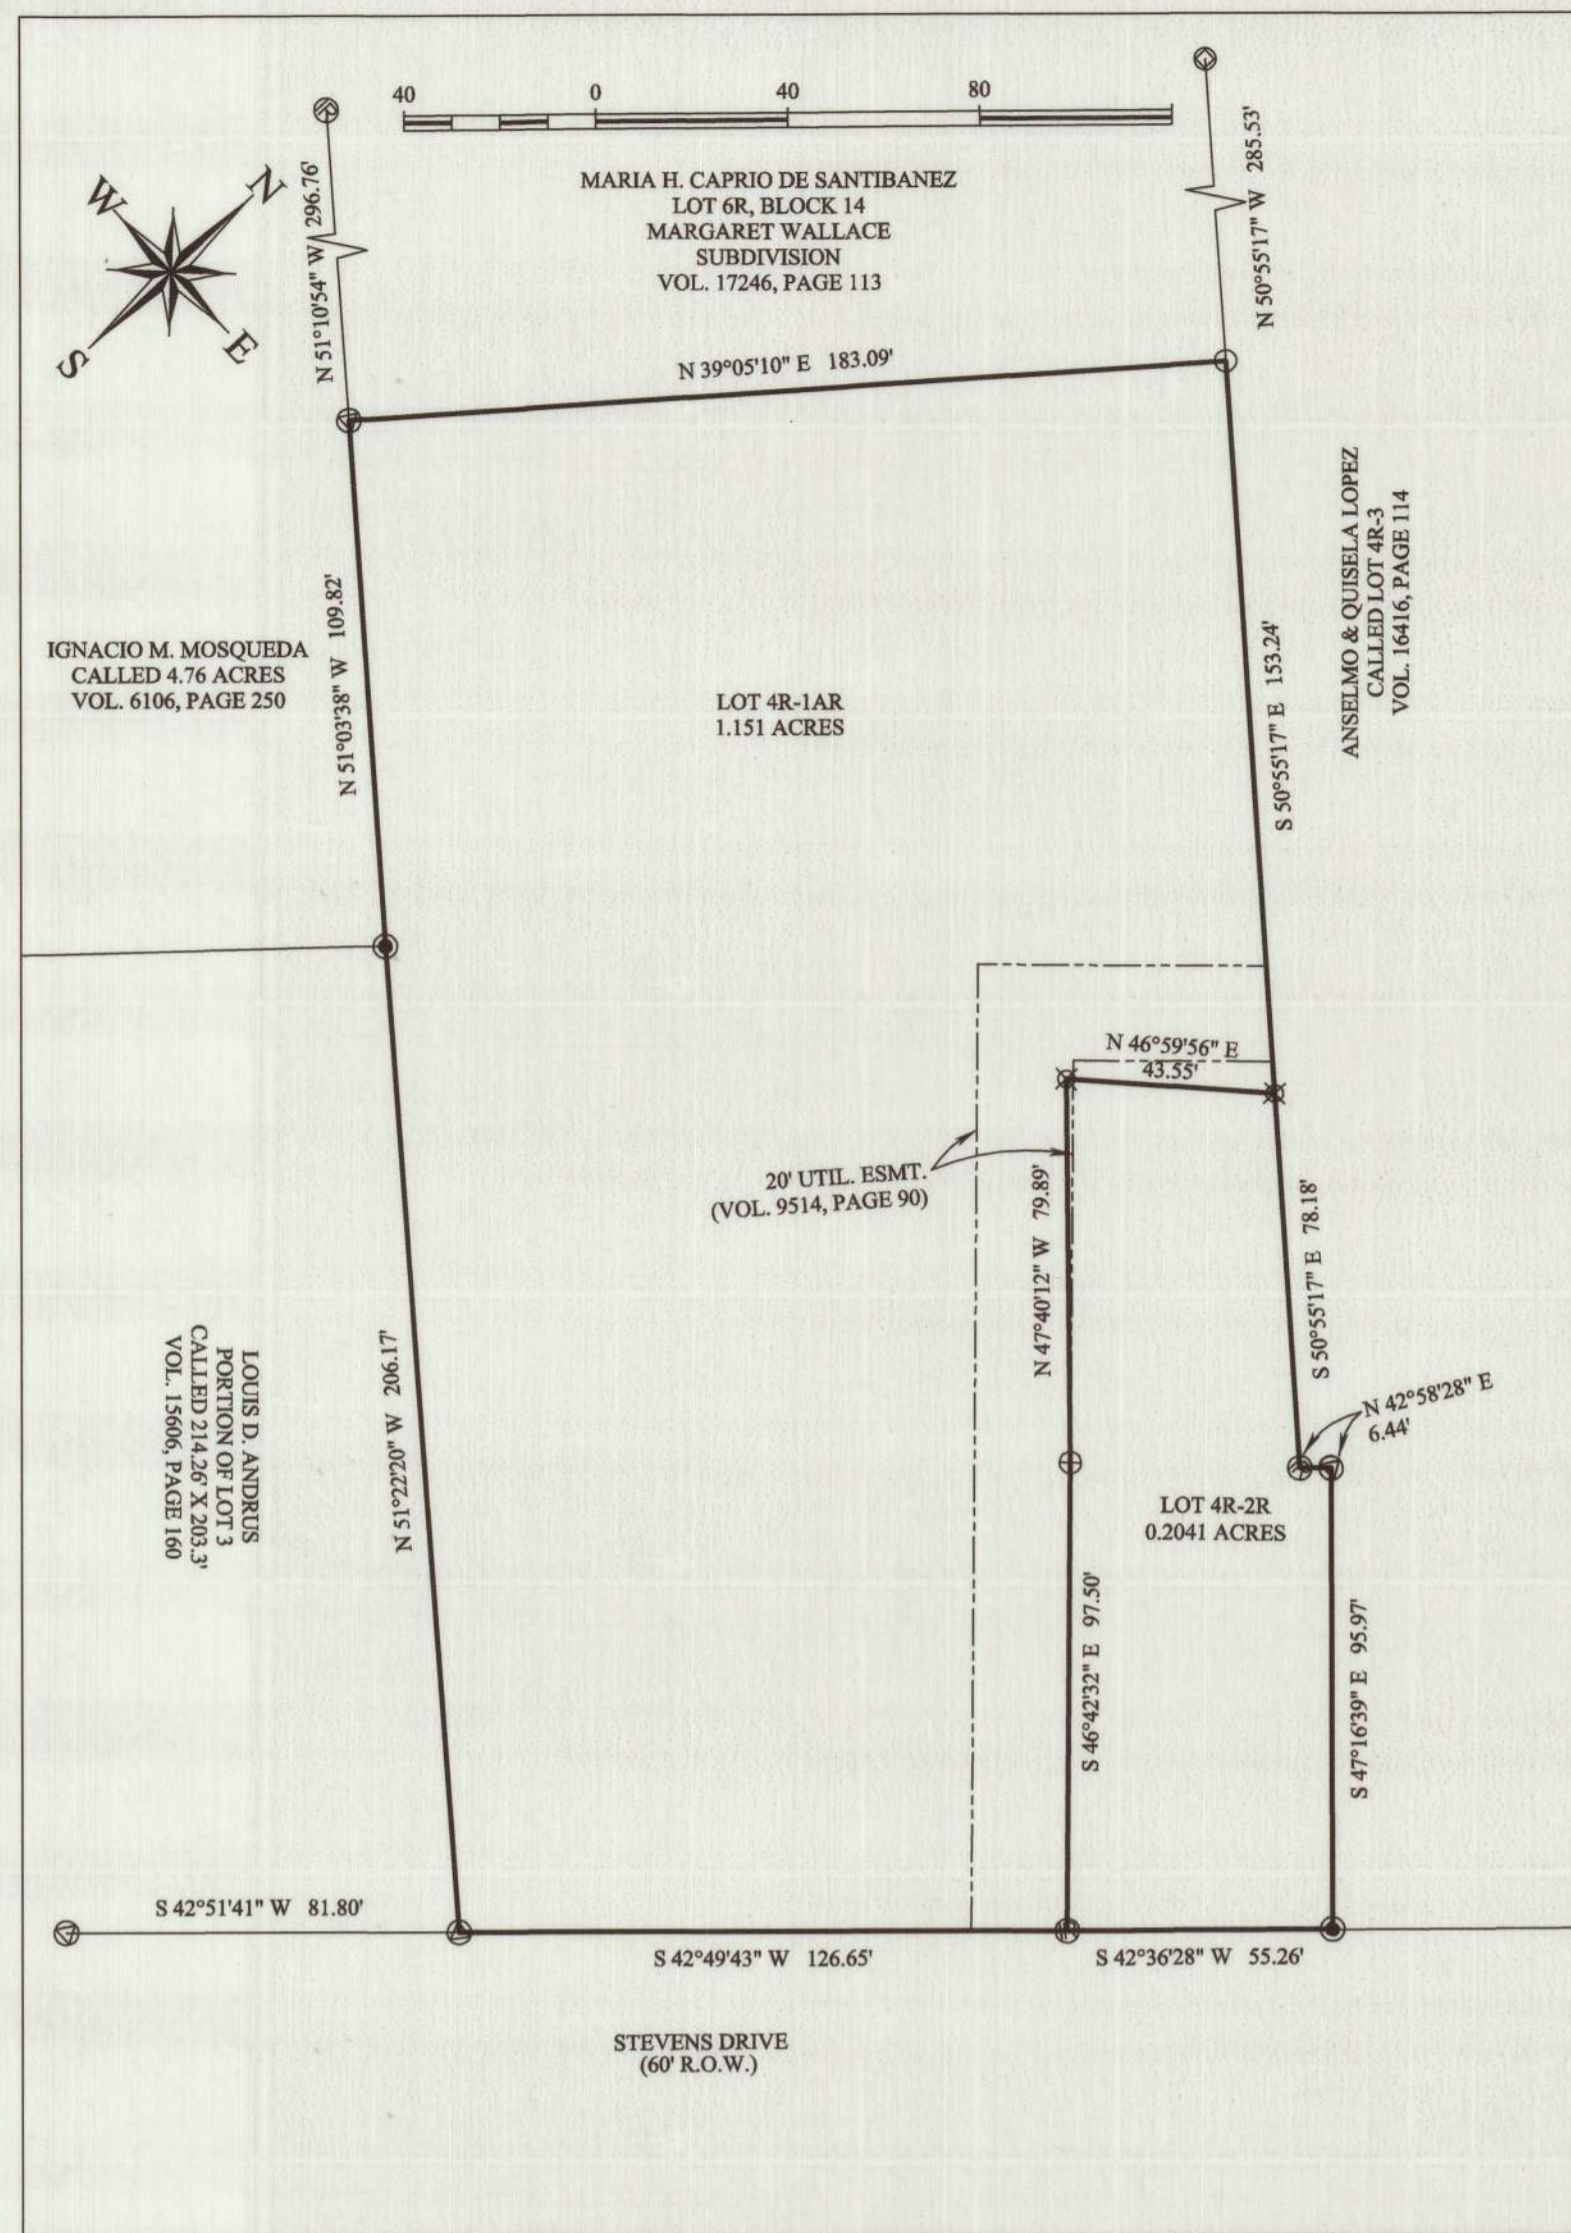 40 0 40 80
N 51°10'54" W 296.76'
N 50°55'17" W 285.53'
W
N
S
E
MARIA H. CAPRIO DE SANTIBANEZ
LOT 6R, BLOCK 14
MARGARET WALLACE
SUBDIVISION
VOL. 17246, PAGE 113
N 39°05'10" E 183.09'
IGNACIO M. MOSQUEDA
CALLED 4.76 ACRES
VOL. 6106, PAGE 250
N 51°03'38" W 109.82'
LOT 4R-1AR
1.151 ACRES
S 50°55'17" E 153.24'
ANSELMO & QUISELA LOPEZ
CALLED LOT 4R-3
VOL. 16416, PAGE 114
N 46°59'56" E
43.55'
20' UTIL. ESMT.
(VOL. 9514, PAGE 90)
N 47°40'12" W 79.89'
S 50°55'17" E 78.18'
N 42°58'28" E
6.44'
LOUIS D. ANDRUS
PORTION OF LOT 3
CALLED 214.26' X 203.3'
VOL. 15606, PAGE 160
N 51°22'20" W 206.17'
LOT 4R-2R
0.2041 ACRES
S 46°42'32" E 97.50'
S 47°16'39" E 95.97'
S 42°51'41" W 81.80'
S 42°49'43" W 126.65'
S 42°36'28" W 55.26'
STEVENS DRIVE
(60' R.O.W.)